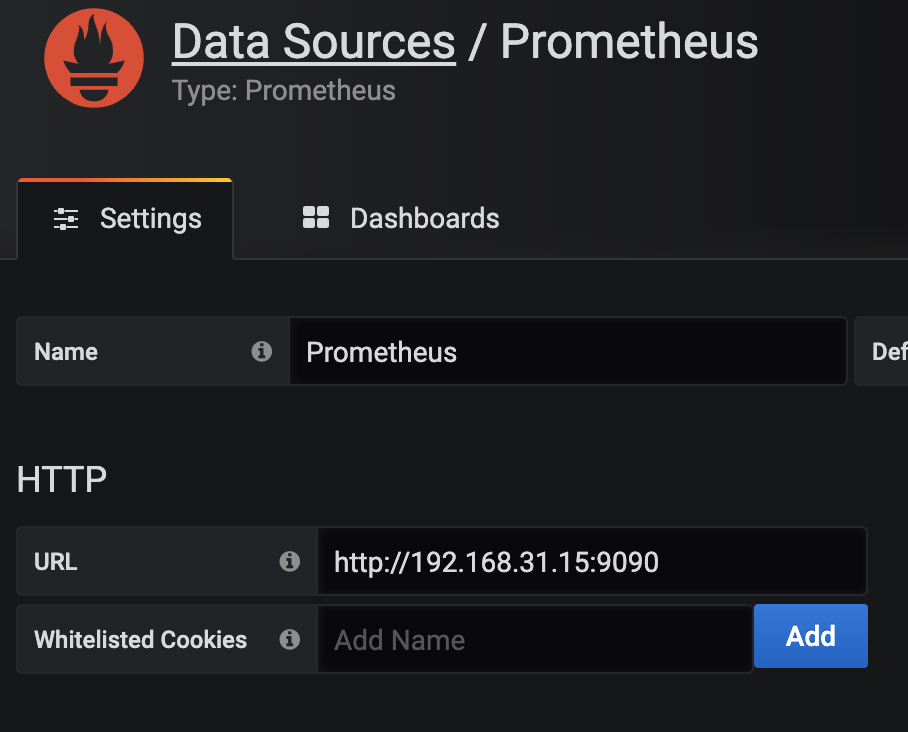 Data Sources / Prometheus
Type: Prometheus
Settings
Dashboards
Name
Prometheus
Def
HTTP
URL
http://192.168.31.15:9090
Whitelisted Cookies
Add Name
Add